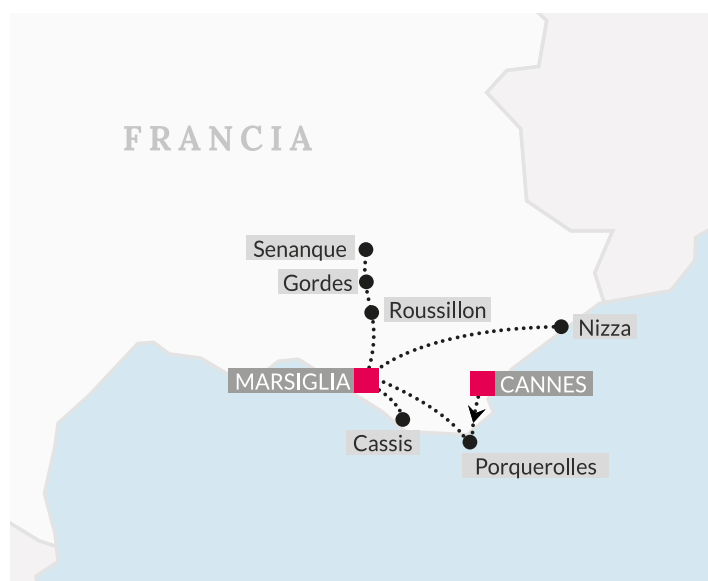 FRANCIA
Senanque
Gordes
Roussillon
Nizza
MARSIGLIA
CANNES
Cassis
Porquerolles